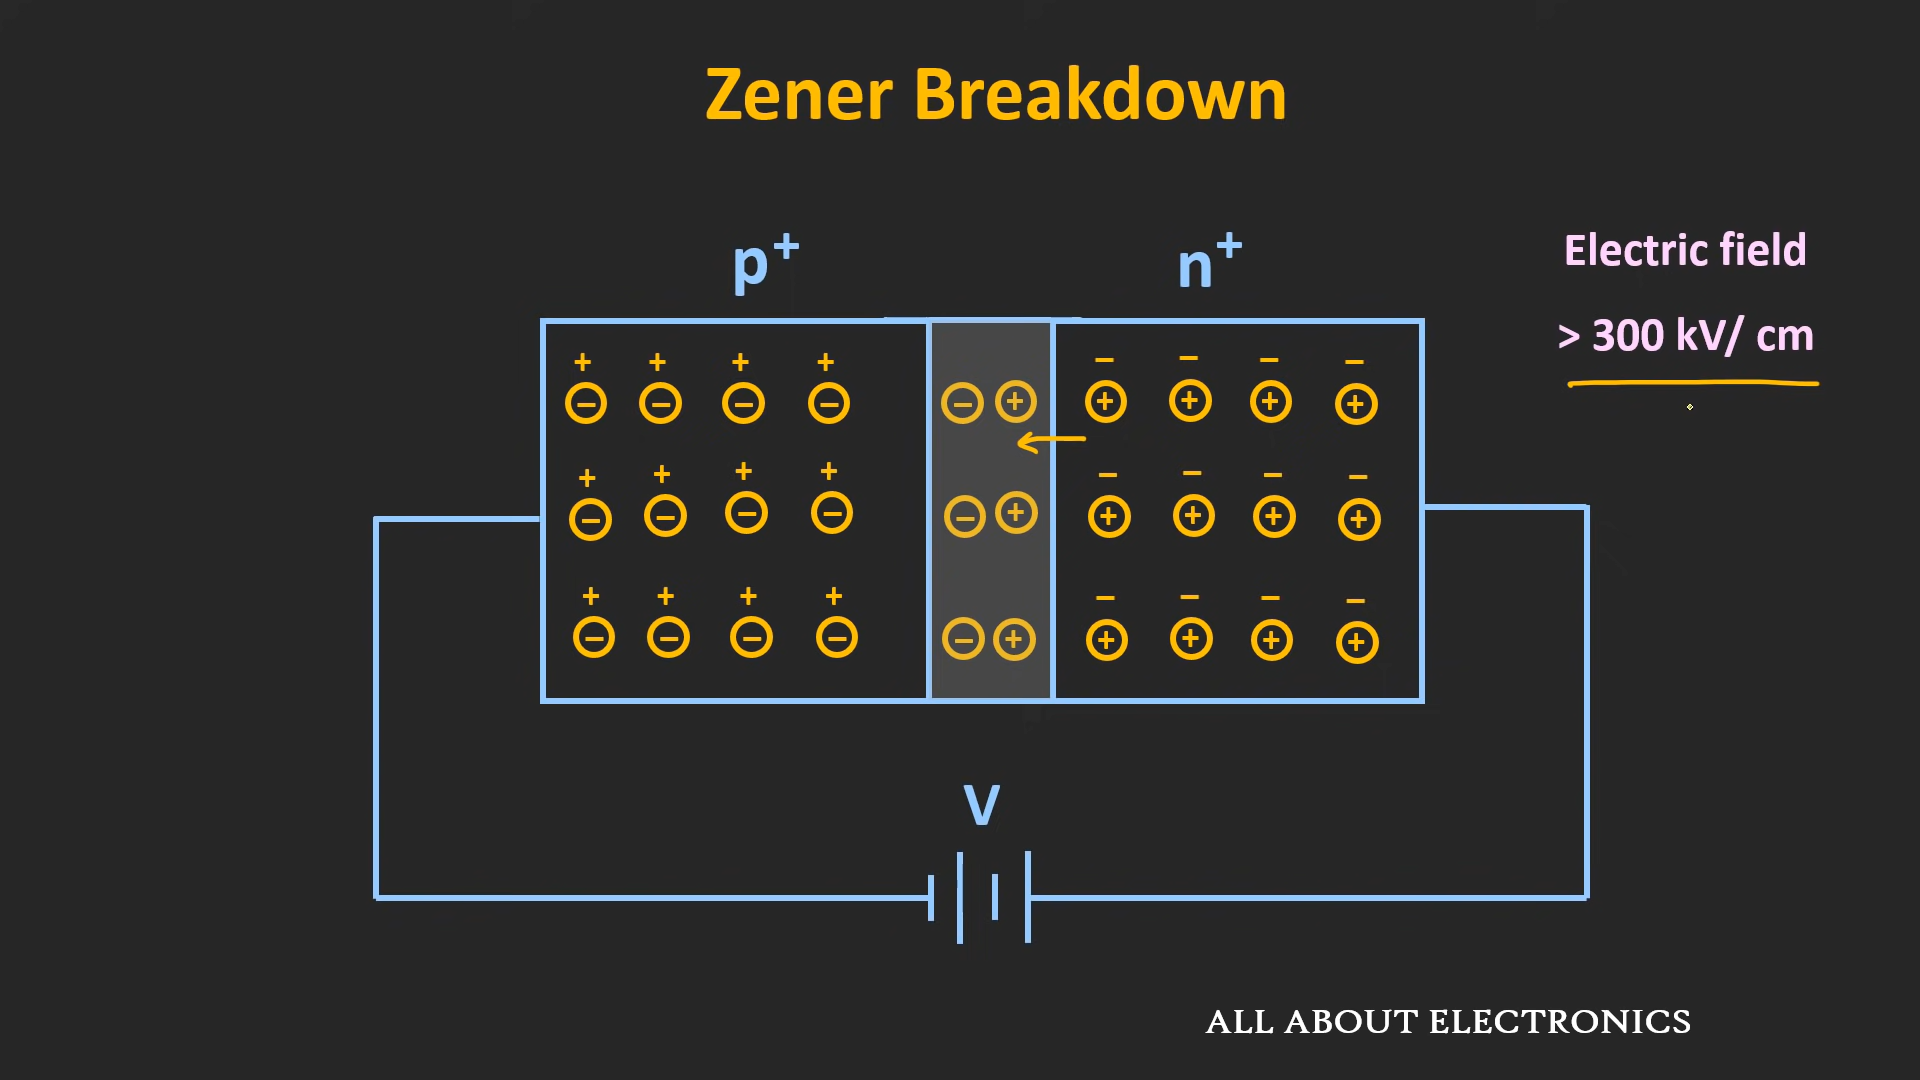 Zener Breakdown
p⁺
n⁺
Electric field
> 300 kV/ cm
+ + + +
− − − −
− + 
− − − −
+ + + +
+ + + +
− − − −
− +
− − − −
+ + + +
+ + + +
− − − −
− +
− − − −
+ + + +
V
ALL ABOUT ELECTRONICS